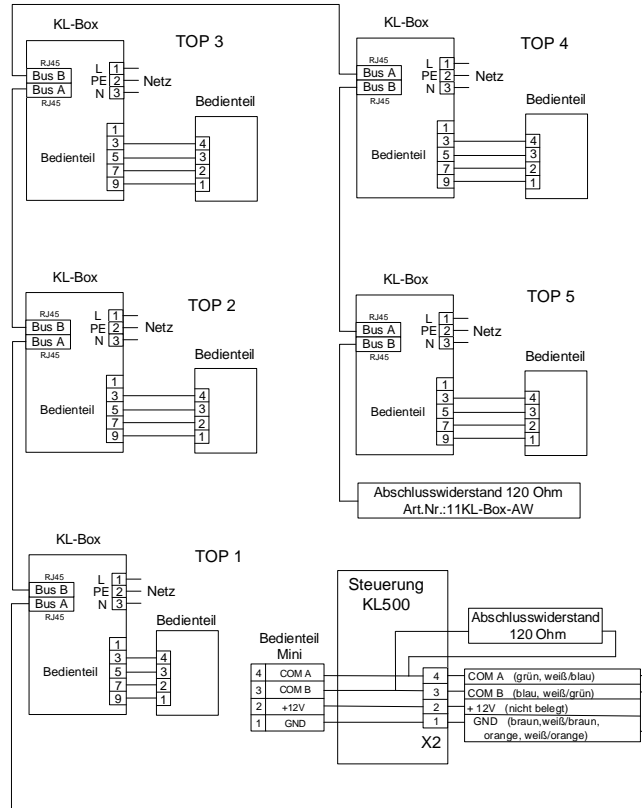 KL-Box
TOP 3
RJ45
Bus B
Bus A
RJ45
L 1
PE 2 Netz
N 3
Bedienteil
Bedienteil
1
3
5
7
9
4
3
2
1
KL-Box
TOP 4
RJ45
Bus A
Bus B
RJ45
L 1
PE 2 Netz
N 3
Bedienteil
Bedienteil
1
3
5
7
9
4
3
2
1
KL-Box
TOP 2
RJ45
Bus B
Bus A
RJ45
L 1
PE 2 Netz
N 3
Bedienteil
Bedienteil
1
3
5
7
9
4
3
2
1
KL-Box
TOP 5
RJ45
Bus A
Bus B
RJ45
L 1
PE 2 Netz
N 3
Bedienteil
Bedienteil
1
3
5
7
9
4
3
2
1
Abschlusswiderstand 120 Ohm
Art.Nr.:11KL-Box-AW
KL-Box
TOP 1
RJ45
Bus B
Bus A
RJ45
L 1
PE 2 Netz
N 3
Bedienteil
Bedienteil
1
3
5
7
9
4
3
2
1
Steuerung
KL500
Abschlusswiderstand
120 Ohm
Bedienteil
Mini
4 COM A
3 COM B
2 +12V
1 GND
4
3
2
1
X2
COM A (grün, weiß/blau)
COM B (blau, weiß/grün)
+ 12V (nicht belegt)
GND (braun,weiß/braun,
orange, weiß/orange)